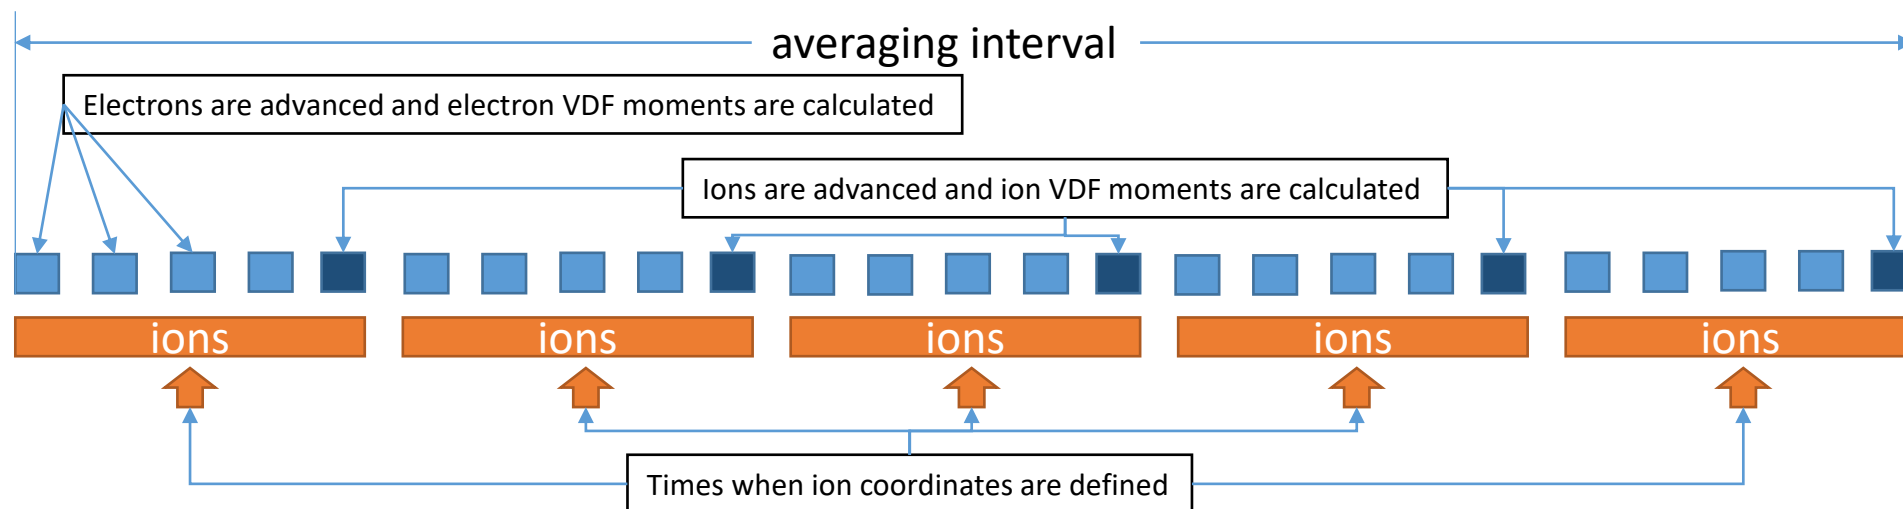 averaging interval
Electrons are advanced and electron VDF moments are calculated
Ions are advanced and ion VDF moments are calculated
ions
ions
ions
ions
ions
Times when ion coordinates are defined